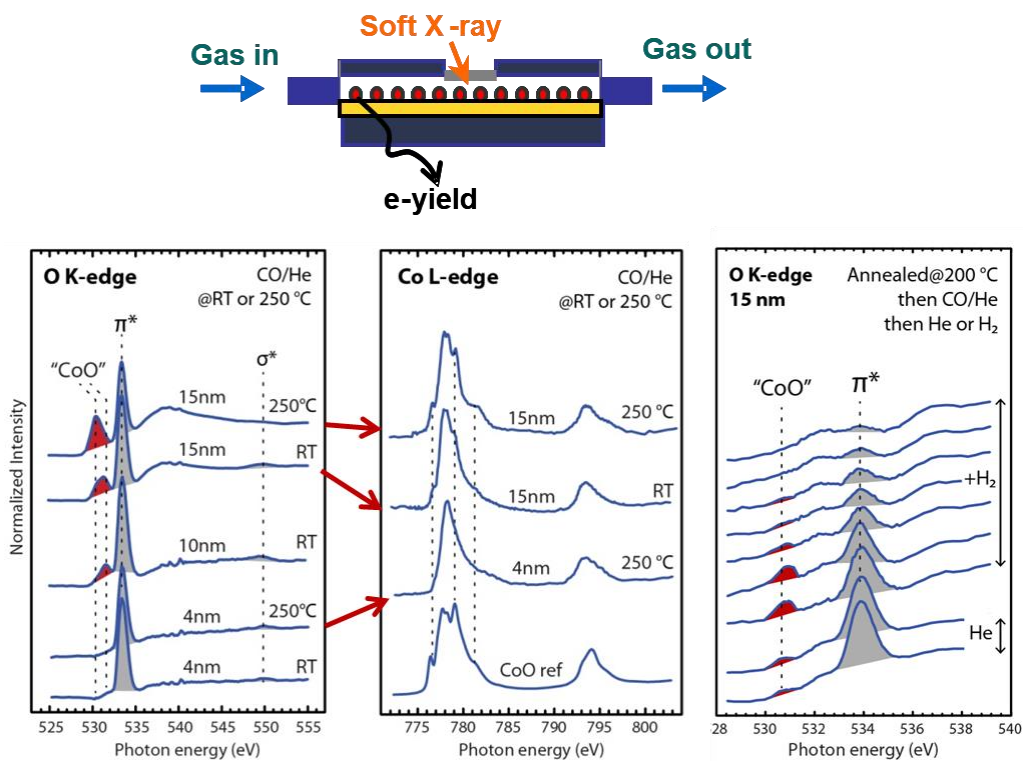 Soft X-ray
Gas in
Gas out
e-yield
Normalized Intensity
O K-edge
CO/He
@RT or 250 °C
π*
"CoO"
σ*
15nm
250°C
15nm
RT
10nm
RT
4nm
250°C
4nm
RT
525 530 535 540 545 550 555
Photon energy (eV)
Co L-edge
CO/He
@RT or 250 °C
15nm
250 °C
15nm
RT
4nm
250 °C
CoO ref
775 780 785 790 795 800
Photon energy (eV)
O K-edge
15 nm
Annealed@200 °C
then CO/He
then He or H₂
"CoO"
π*
+H₂
He
28 530 532 534 536 538 540
Photon energy (eV)